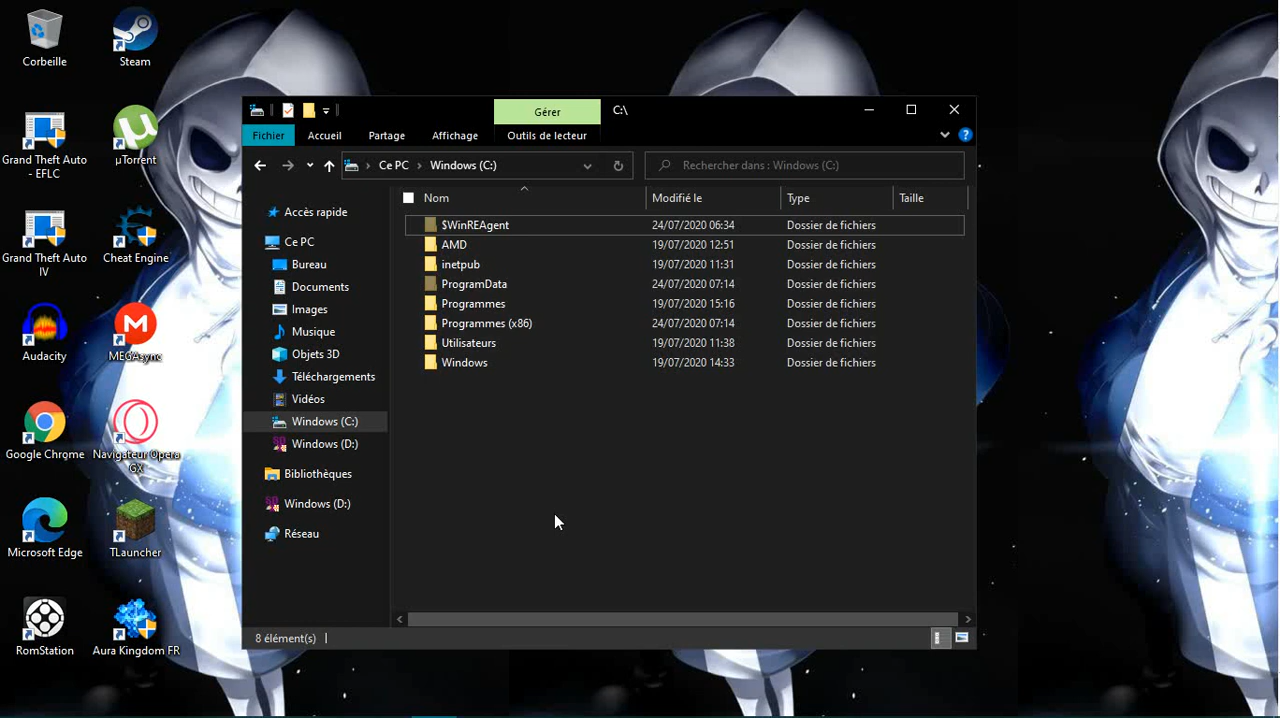 Corbeille
Steam
Grand Theft Auto
- EFLC
µTorrent
Grand Theft Auto
IV
Cheat Engine
Audacity
MEGAsync
Google Chrome
Navigateur Opera
GX
Microsoft Edge
TLauncher
RomStation
Aura Kingdom FR
Gérer
C:\
Fichier
Accueil
Partage
Affichage
Outils de lecteur
Ce PC
Windows (C:)
Rechercher dans : Windows (C:)
Accès rapide
Ce PC
Bureau
Documents
Images
Musique
Objets 3D
Téléchargements
Vidéos
Windows (C:)
Windows (D:)
Bibliothèques
Windows (D:)
Réseau
Nom Modifié le Type Taille
$WinREAgent 24/07/2020 06:34 Dossier de fichiers
AMD 19/07/2020 12:51 Dossier de fichiers
inetpub 19/07/2020 11:31 Dossier de fichiers
ProgramData 24/07/2020 07:14 Dossier de fichiers
Programmes 19/07/2020 15:16 Dossier de fichiers
Programmes (x86) 24/07/2020 07:14 Dossier de fichiers
Utilisateurs 19/07/2020 11:38 Dossier de fichiers
Windows 19/07/2020 14:33 Dossier de fichiers
8 élément(s)